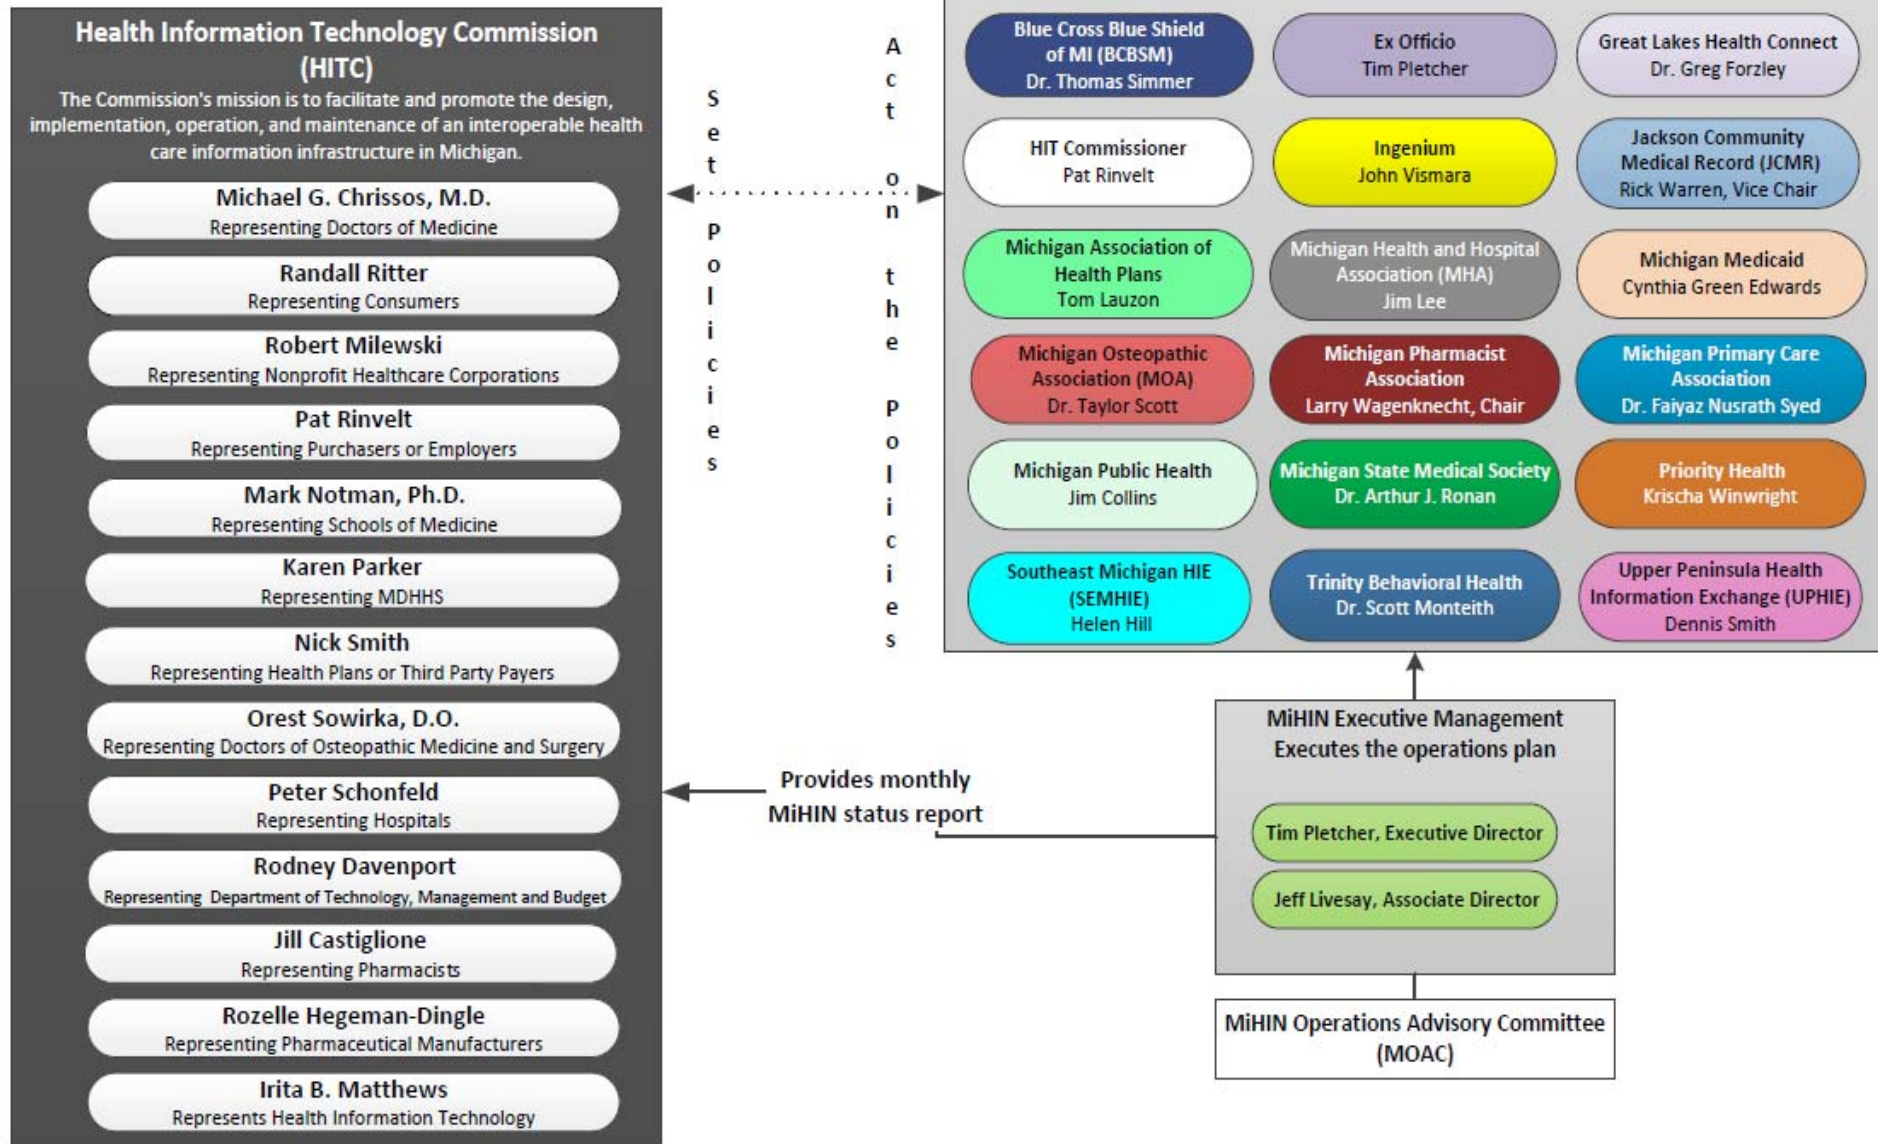 Health Information Technology Commission
(HITC)
The Commission's mission is to facilitate and promote the design,
implementation, operation, and maintenance of an interoperable health
care information infrastructure in Michigan.
Michael G. Chrissos, M.D.
Representing Doctors of Medicine
Randall Ritter
Representing Consumers
Robert Milewski
Representing Nonprofit Healthcare Corporations
Pat Rinvelt
Representing Purchasers or Employers
Mark Notman, Ph.D.
Representing Schools of Medicine
Karen Parker
Representing MDHHS
Nick Smith
Representing Health Plans or Third Party Payers
Orest Sowirka, D.O.
Representing Doctors of Osteopathic Medicine and Surgery
Peter Schonfeld
Representing Hospitals
Rodney Davenport
Representing Department of Technology, Management and Budget
Jill Castiglione
Representing Pharmacists
Rozelle Hegeman-Dingle
Representing Pharmaceutical Manufacturers
Irita B. Matthews
Represents Health Information Technology
Set Policies
Act on the Policies
Blue Cross Blue Shield
of MI (BCBSM)
Dr. Thomas Simmer
Ex Officio
Tim Pletcher
Great Lakes Health Connect
Dr. Greg Forzley
HIT Commissioner
Pat Rinvelt
Ingenium
John Vismara
Jackson Community
Medical Record (JCMR)
Rick Warren, Vice Chair
Michigan Association of
Health Plans
Tom Lauzon
Michigan Health and Hospital
Association (MHA)
Jim Lee
Michigan Medicaid
Cynthia Green Edwards
Michigan Osteopathic
Association (MOA)
Dr. Taylor Scott
Michigan Pharmacist
Association
Larry Wagenknecht, Chair
Michigan Primary Care
Association
Dr. Faiyaz Nusrath Syed
Michigan Public Health
Jim Collins
Michigan State Medical Society
Dr. Arthur J. Ronan
Priority Health
Krischa Winwright
Southeast Michigan HIE
(SEMHIE)
Helen Hill
Trinity Behavioral Health
Dr. Scott Monteith
Upper Peninsula Health
Information Exchange (UPHIE)
Dennis Smith
Provides monthly
MiHIN status report
MiHIN Executive Management
Executes the operations plan
Tim Pletcher, Executive Director
Jeff Livesay, Associate Director
MiHIN Operations Advisory Committee
(MOAC)